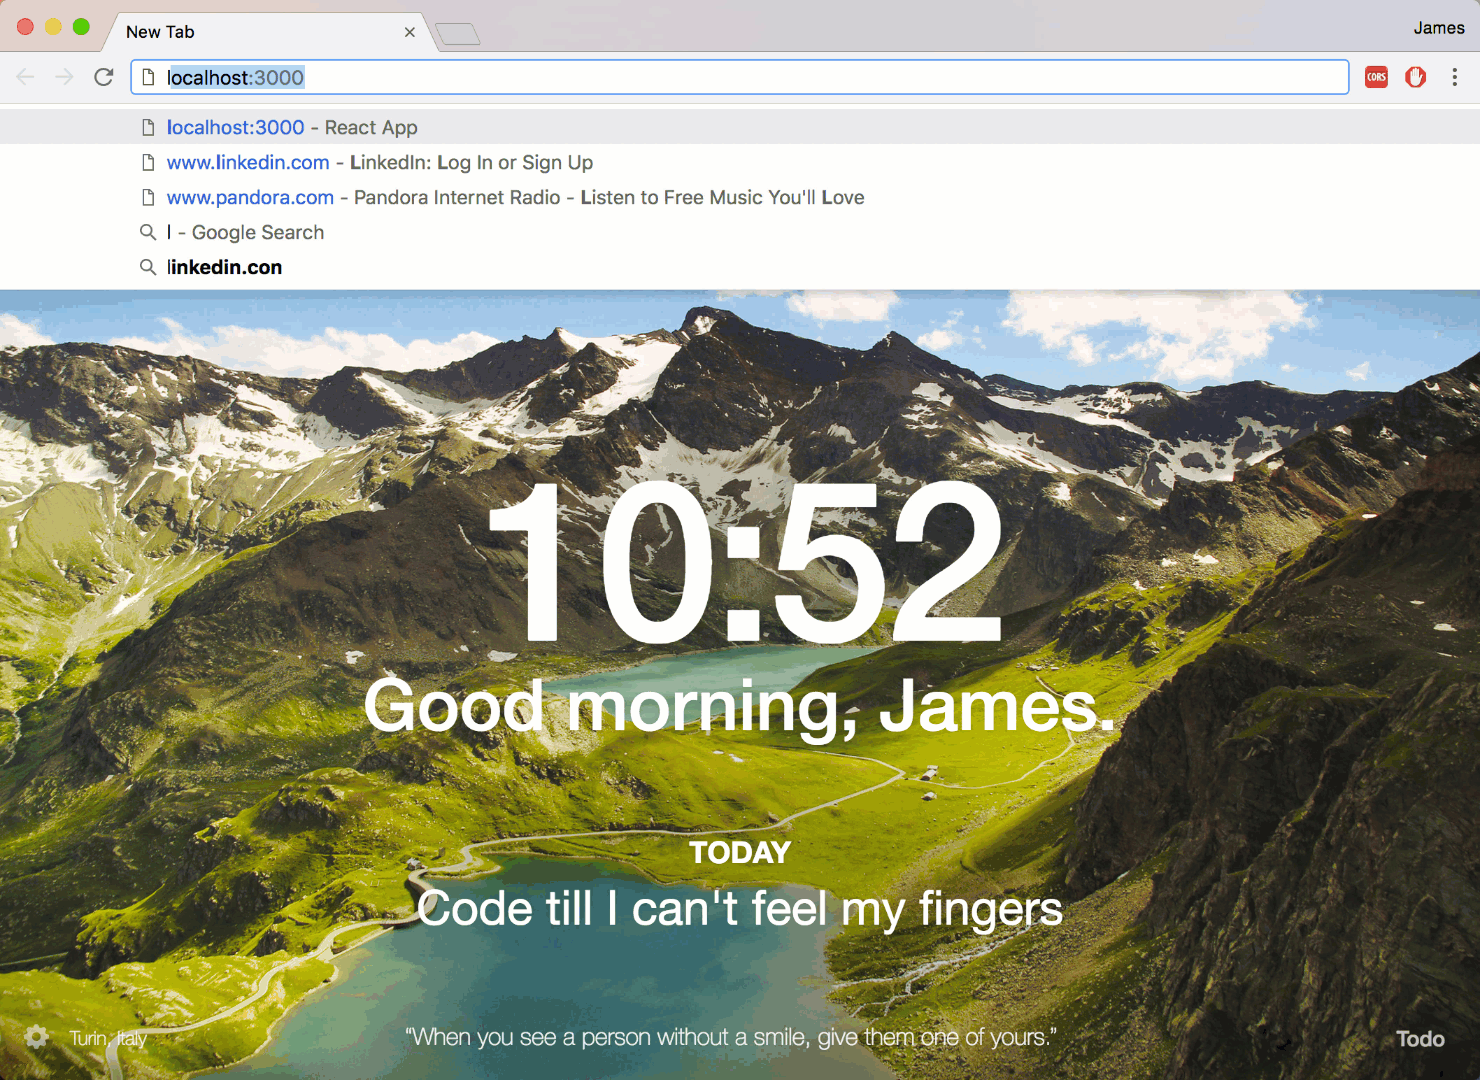 New Tab
James
localhost:3000
CORS
localhost:3000 - React App
www.linkedin.com - LinkedIn: Log In or Sign Up
www.pandora.com - Pandora Internet Radio - Listen to Free Music You'll Love
l - Google Search
linkedin.con
10:52
Good morning, James.
TODAY
Code till I can't feel my fingers
Turin, Italy
“When you see a person without a smile, give them one of yours.”
Todo